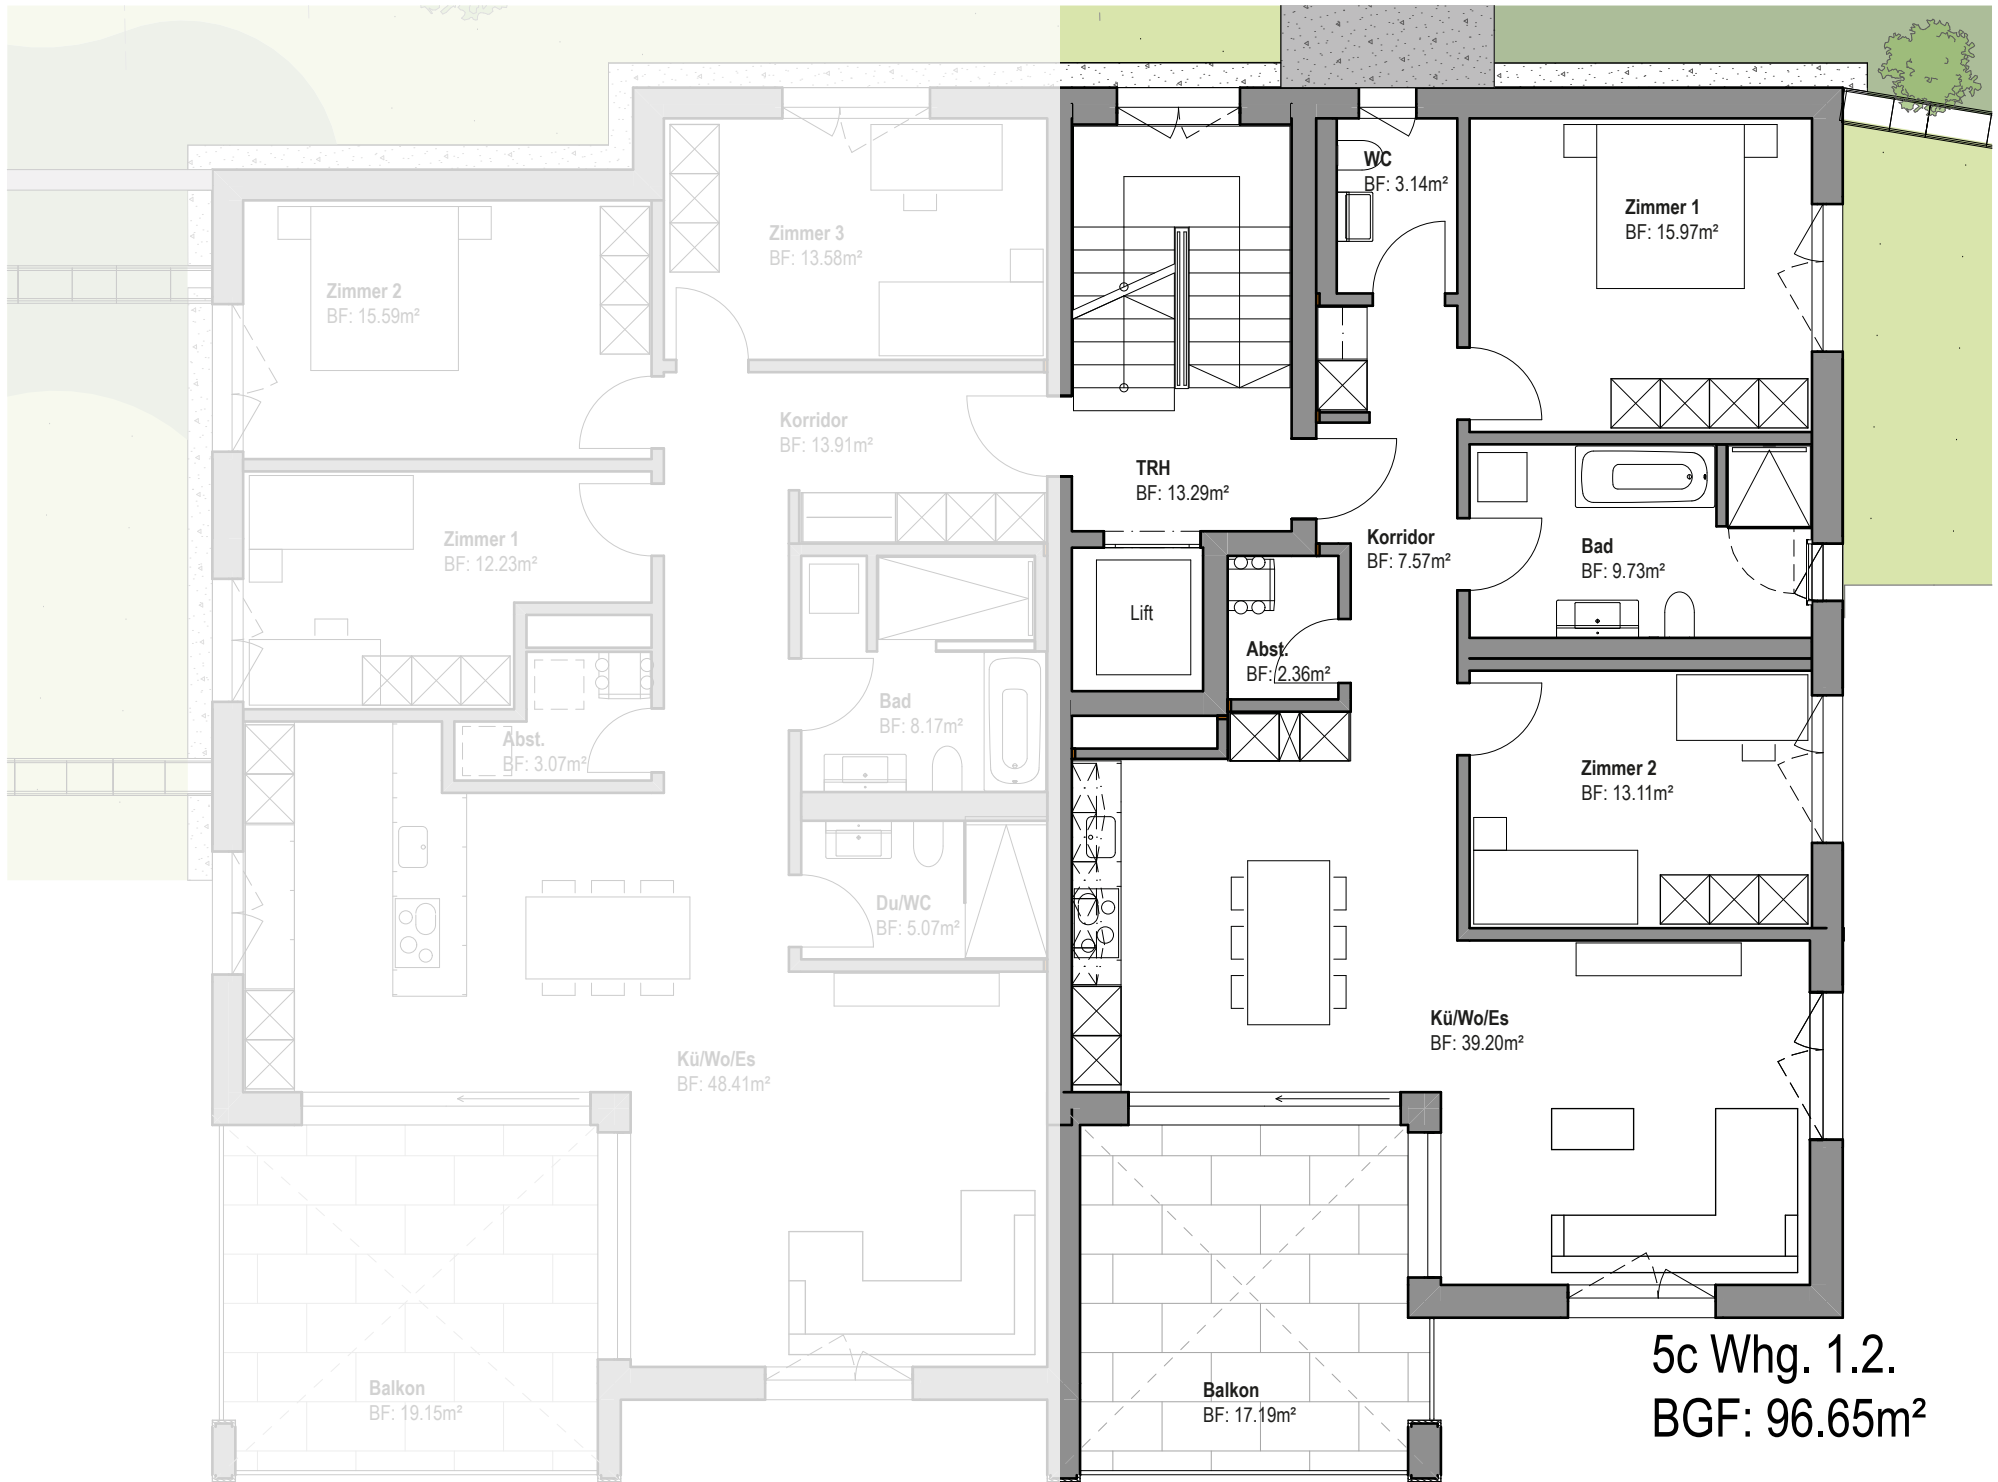 WC
BF: 3.14m²
Zimmer 1
BF: 15.97m²
Zimmer 3
BF: 13.58m²
Zimmer 2
BF: 15.59m²
Korridor
BF: 13.91m²
TRH
BF: 13.29m²
Korridor
BF: 7.57m²
Bad
BF: 9.73m²
Zimmer 1
BF: 12.23m²
Lift
Abst.
BF: 2.36m²
Bad
BF: 8.17m²
Abst.
BF: 3.07m²
Zimmer 2
BF: 13.11m²
Du/WC
BF: 5.07m²
Kü/Wo/Es
BF: 39.20m²
Kü/Wo/Es
BF: 48.41m²
Balkon
BF: 19.15m²
Balkon
BF: 17.19m²
5c Whg. 1.2.
BGF: 96.65m²